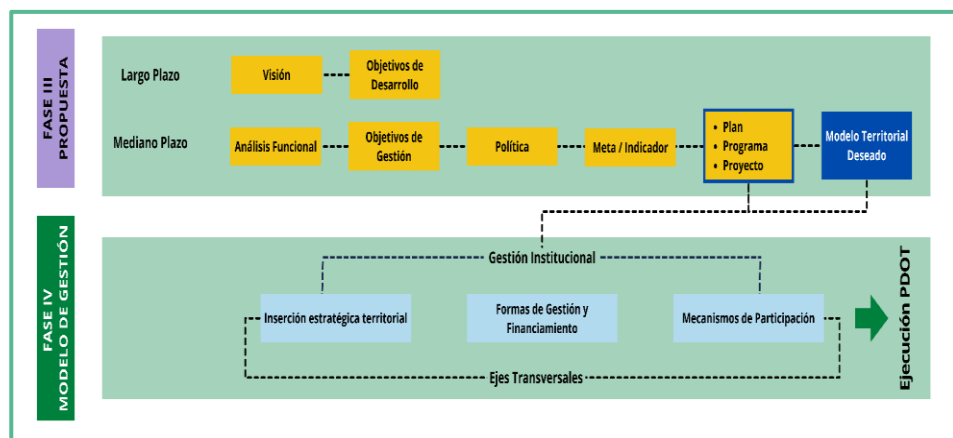 FASE III
PROPUESTA
Largo Plazo
Visión
Objetivos de
Desarrollo
Mediano Plazo
Análisis Funcional
Objetivos de
Gestión
Política
Meta / Indicador
• Plan
• Programa
• Proyecto
Modelo Territorial
Deseado
FASE IV
MODELO DE GESTIÓN
Gestión Institucional
Inserción estratégica territorial
Formas de Gestión y
Financiamiento
Mecanismos de Participación
Ejes Transversales
Ejecución PDOT